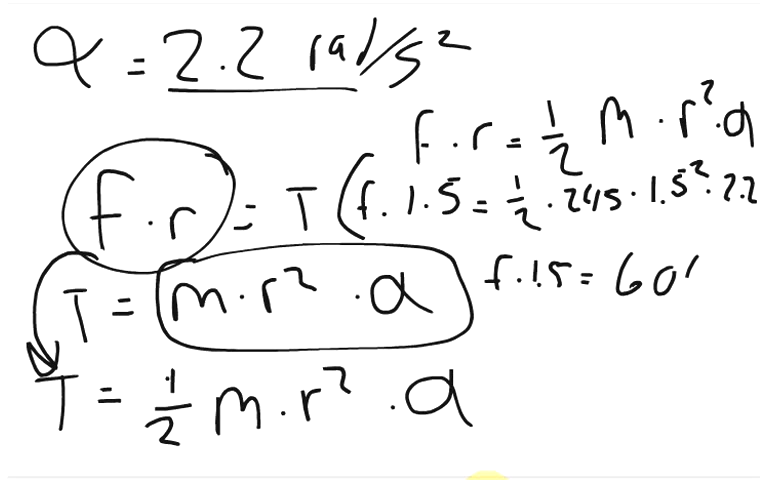 α = 2.2 rad/s²
f · r = 1/2 m · r² · α
f · r = T
(f · 1.5 = 1/2 · 245 · 1.5² · 2.2
T = m · r² · α
f · 1.5 = 60
T = 1/2 m · r² · α